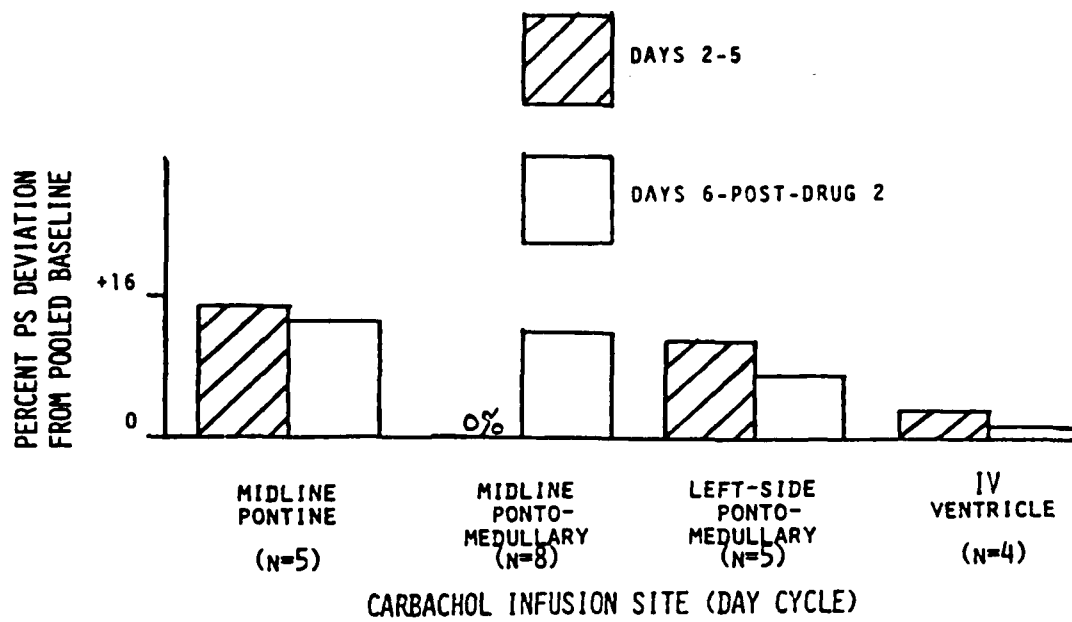 DAYS 2-5
DAYS 6-POST-DRUG 2
PERCENT PS DEVIATION
FROM POOLED BASELINE
+16
0
0%
MIDLINE
PONTINE
(N=5)
MIDLINE
PONTO-
MEDULLARY
(N=8)
LEFT-SIDE
PONTO-
MEDULLARY
(N=5)
IV
VENTRICLE
(N=4)
CARBACHOL INFUSION SITE (DAY CYCLE)